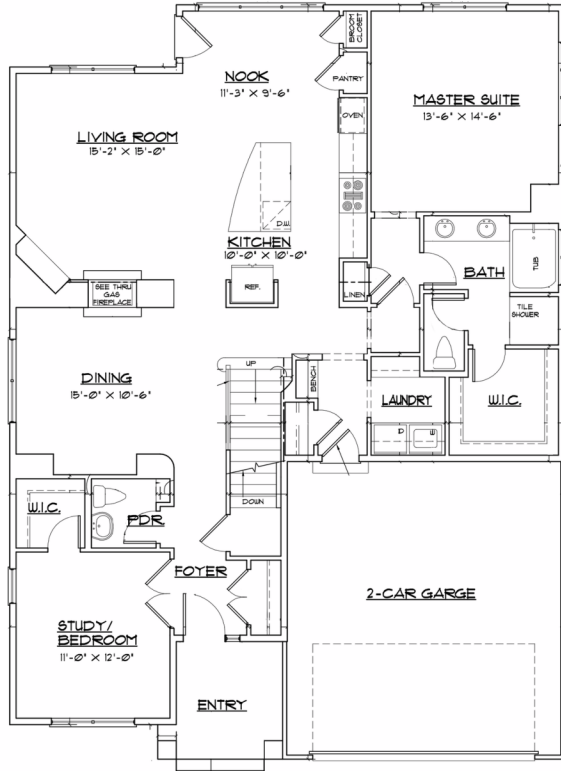 BROOM
CLOSET
NOOK
11'-3" X 9'-6"
PANTRY
MASTER SUITE
13'-6" X 14'-6"
OVEN
LIVING ROOM
15'-2" X 15'-0"
D.W.
KITCHEN
10'-0" X 10'-0"
BATH
TUB
REF.
LINEN
SEE THRU
GAS
FIREPLACE
TILE
SHOWER
UP
BENCH
DINING
15'-0" X 10'-6"
LAUNDRY
W.I.C.
D
W
W.I.C.
DOWN
PDR.
FOYER
2-CAR GARGE
STUDY/
BEDROOM
11'-0" X 12'-0"
ENTRY